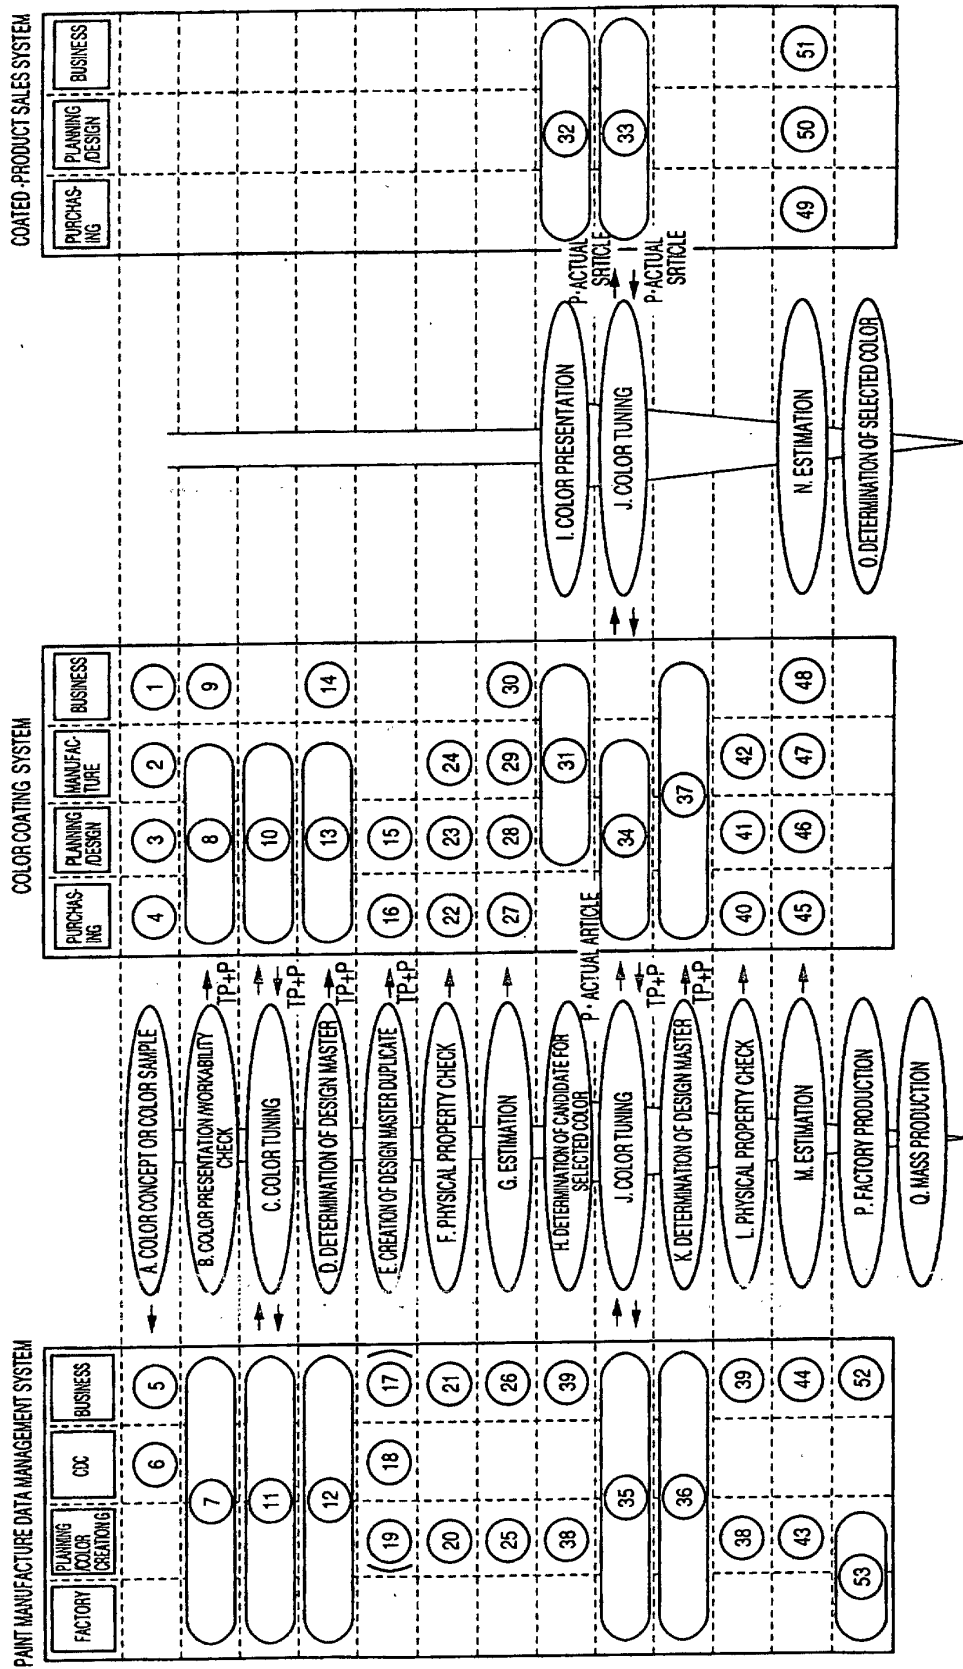 PAINT MANUFACTURE DATA MANAGEMENT SYSTEM
FACTORY
PLANNING
/COLOR
CREATION G
CDC
BUSINESS
COLOR COATING SYSTEM
PURCHAS-
ING
PLANNING
/DESIGN
MANUFAC-
TURE
BUSINESS
COATED-PRODUCT SALES SYSTEM
PURCHAS-
ING
PLANNING
/DESIGN
BUSINESS
6
5
A. COLOR CONCEPT OR COLOR SAMPLE
4
3
2
1
7
B. COLOR PRESENTATION /WORKABILITY
CHECK
TP+P
8
9
11
C. COLOR TUNING
TP+P
10
12
D. DETERMINATION OF DESIGN MASTER
TP+P
13
14
(19
18
17)
E. CREATION OF DESIGN MASTER DUPLICATE
TP+P
16
15
20
21
F. PHYSICAL PROPERTY CHECK
22
23
24
25
26
G. ESTIMATION
27
28
29
30
38
39
H. DETERMINATION OF CANDIDATE FOR
SELECTED COLOR
31
I. COLOR PRESENTATION
32
P・ACTUAL ARTICLE
P・ACTUAL
SRTICLE
35
J. COLOR TUNING
TP+P
34
J. COLOR TUNING
P・ACTUAL
SRTICLE
33
36
K. DETERMINATION OF DESIGN MASTER
TP+P
37
38
39
L. PHYSICAL PROPERTY CHECK
40
41
42
43
44
M. ESTIMATION
45
46
47
48
N. ESTIMATION
49
50
51
53
52
P. FACTORY PRODUCTION
O. DETERMINATION OF SELECTED COLOR
Q. MASS PRODUCTION